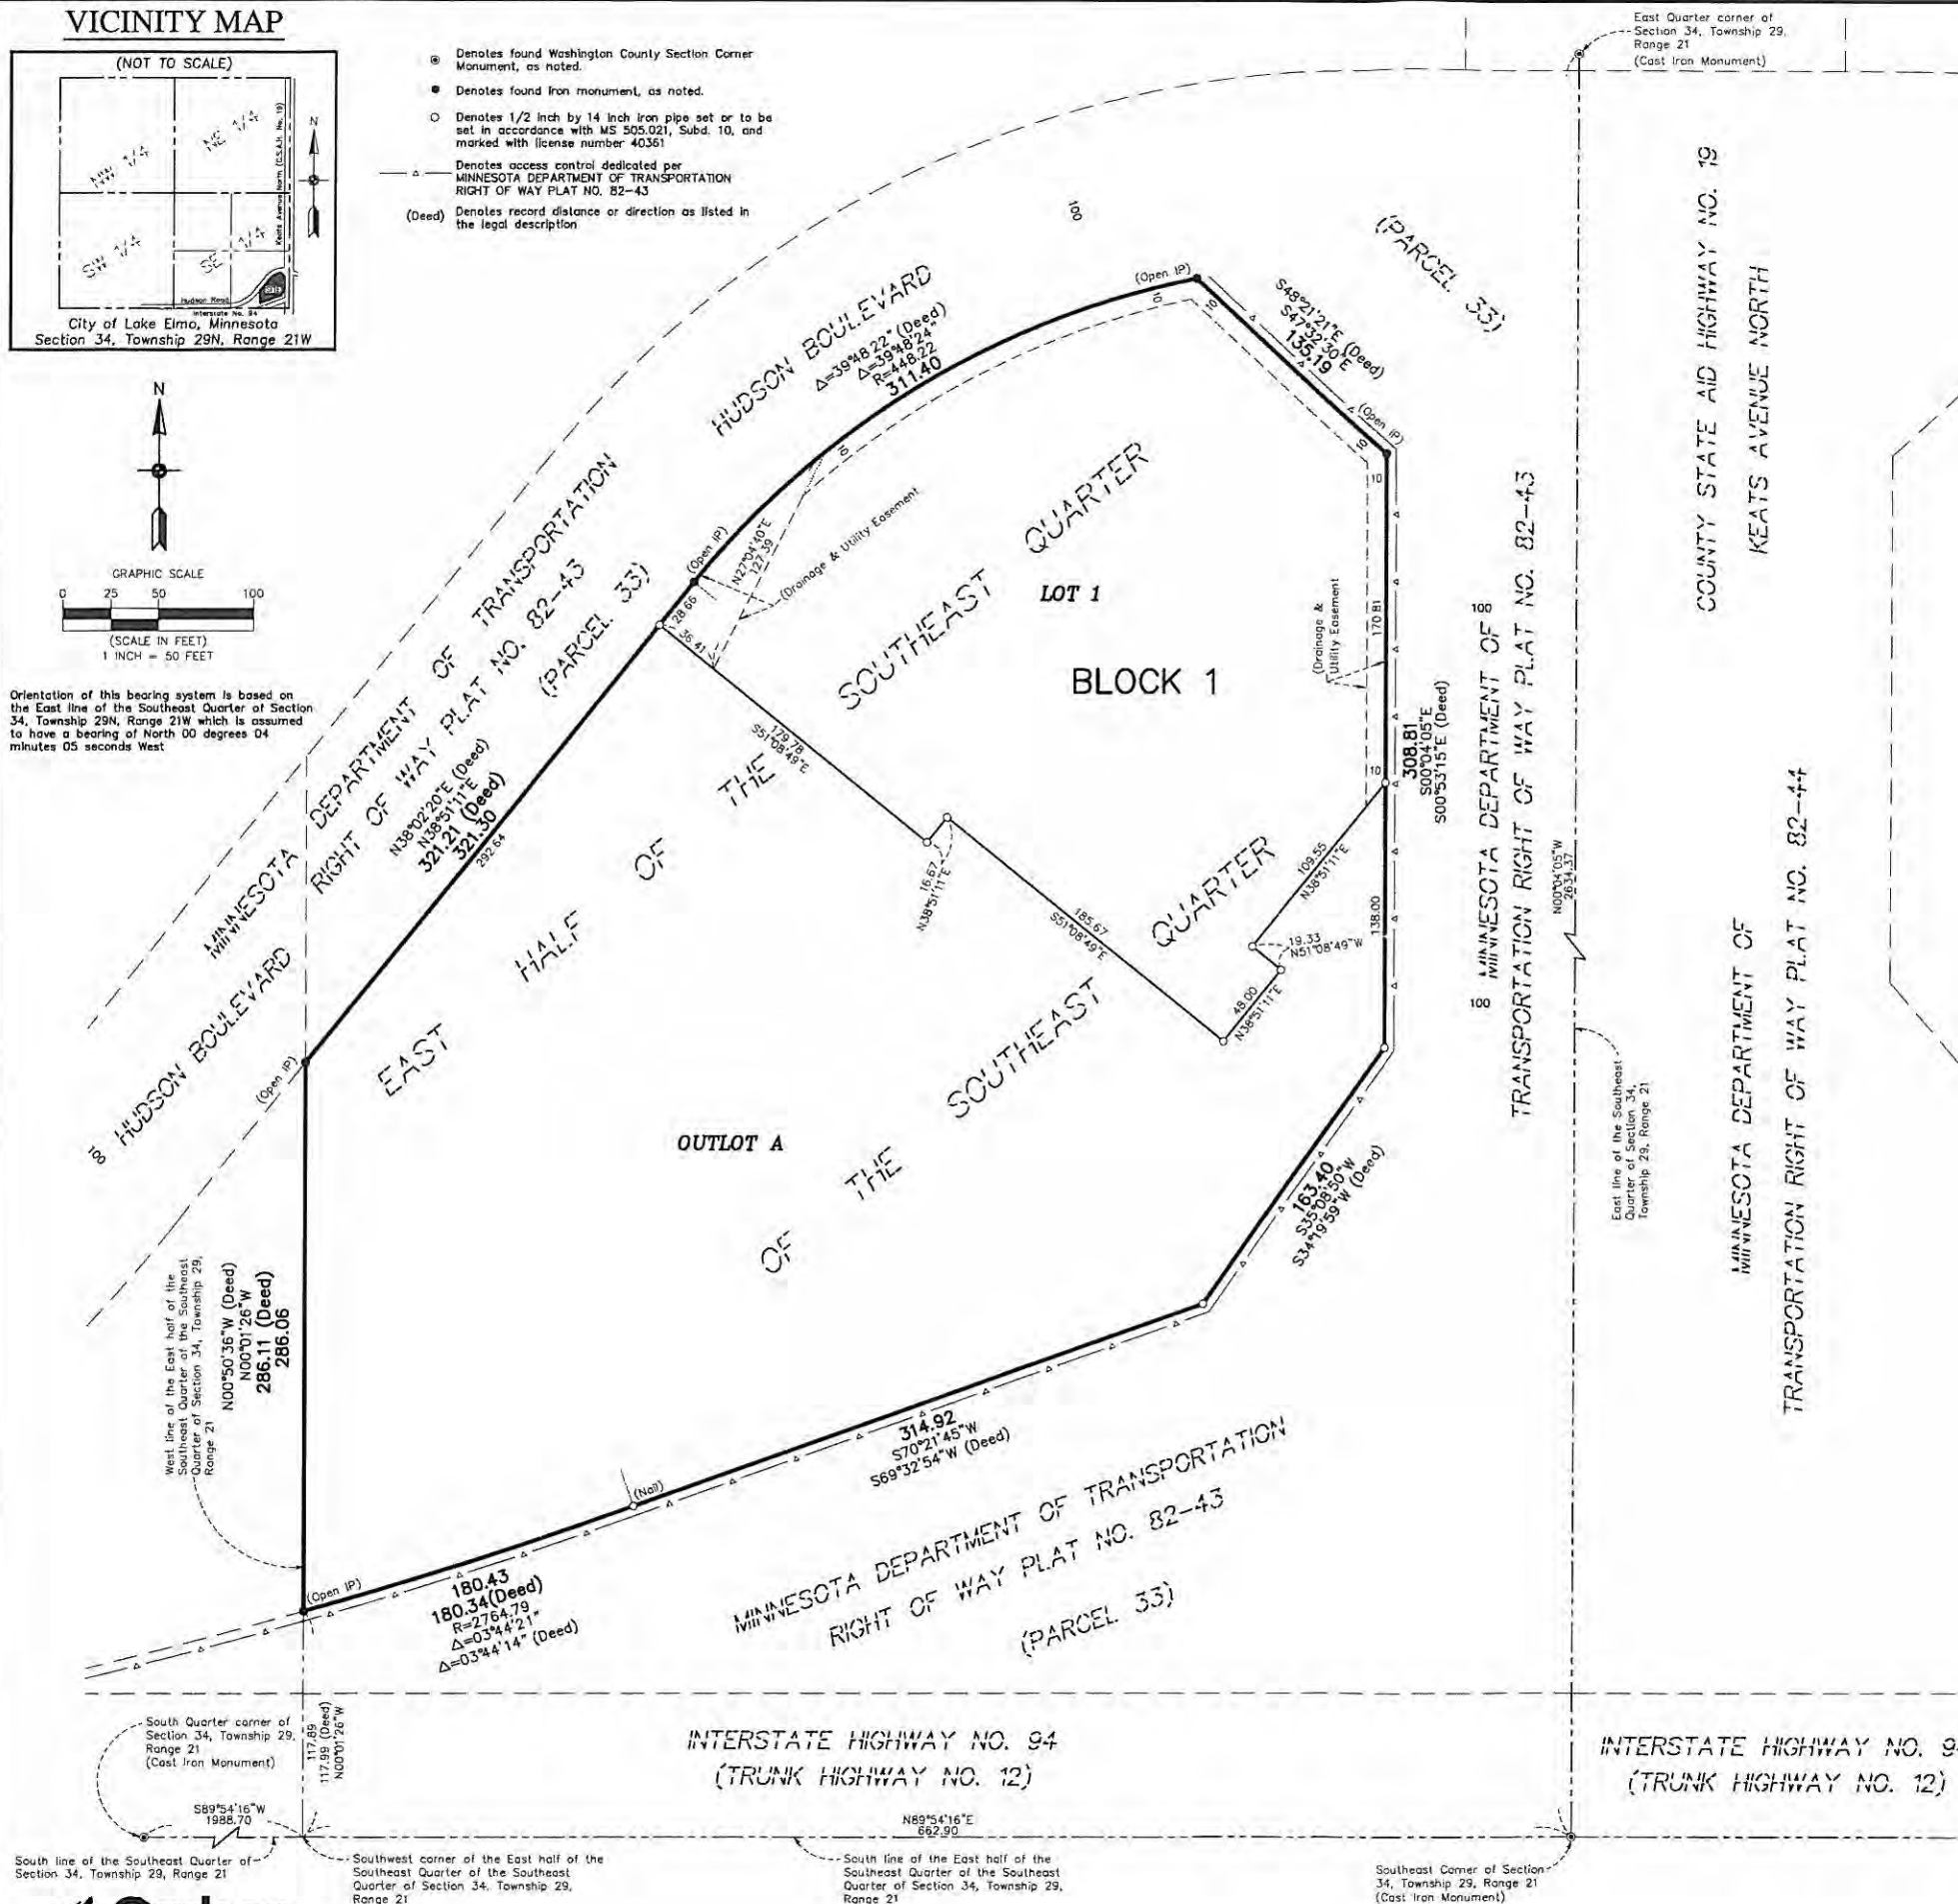 VICINITY MAP
(NOT TO SCALE)
NW 1/4
NE 1/4
SW 1/4
SE 1/4
Keats Avenue North (C.S.A.H. No. 19)
N
Hudson Road
SITE
Interstate No. 94
City of Lake Elmo, Minnesota
Section 34, Township 29N, Range 21W
Denotes found Washington County Section Corner
Monument, as noted.
Denotes found iron monument, as noted.
Denotes 1/2 inch by 14 inch iron pipe set or to be
set in accordance with MS 505.021, Subd. 10, and
marked with license number 40361
Denotes access control dedicated per
MINNESOTA DEPARTMENT OF TRANSPORTATION
RIGHT OF WAY PLAT NO. 82-43
(Deed) Denotes record distance or direction as listed in
the legal description
N
GRAPHIC SCALE
0 25 50 100
(SCALE IN FEET)
1 INCH = 50 FEET
Orientation of this bearing system is based on
the East line of the Southeast Quarter of Section
34, Township 29N, Range 21W which is assumed
to have a bearing of North 00 degrees 04
minutes 05 seconds West
East Quarter corner of
Section 34, Township 29,
Range 21
(Cast Iron Monument)
100
(PARCEL 33)
HUDSON BOULEVARD
Δ=39°48'22" (Deed)
Δ=39°48'24"
R=448.22
311.40
(Open IP)
10
10
S48°21'21"E (Deed)
S47°32'30"E
135.19
(Open IP)
10
10
10
(Open IP)
N27°04'40"E
127.39
(Drainage & Utility Easement
28.66
36.41
LOT 1
BLOCK 1
(Drainage &
Utility Easement
170.81
10
308.81
S00°04'05"E
S00°53'15"E (Deed)
138.00
179.78
S51°08'49"E
16.67
N38°51'11"E
185.67
S51°08'49"E
109.55
N38°51'11"E
19.33
N51°08'49"W
48.00
N38°51'11"E
EAST HALF OF THE SOUTHEAST QUARTER
OF THE SOUTHEAST QUARTER
MINNESOTA DEPARTMENT OF TRANSPORTATION
RIGHT OF WAY PLAT NO. 82-43
(PARCEL 33)
N38°02'20"E (Deed)
N38°51'11"E
321.21 (Deed)
321.30
292.64
HUDSON BOULEVARD
100
(Open IP)
OUTLOT A
West line of the East half of the
Southeast Quarter of the Southeast
Quarter of Section 34, Township 29,
Range 21
N00°50'36"W (Deed)
N00°01'26"W
286.11 (Deed)
286.06
163.40
S35°08'50"W
S34°19'59"W (Deed)
314.92
S70°21'45"W
S69°32'54"W (Deed)
(Nail)
(Open IP)
180.43
180.34(Deed)
R=2764.79
Δ=03°44'21"
Δ=03°44'14" (Deed)
MINNESOTA DEPARTMENT OF TRANSPORTATION
RIGHT OF WAY PLAT NO. 82-43
(PARCEL 33)
100
100
MINNESOTA DEPARTMENT OF
TRANSPORTATION RIGHT OF WAY PLAT NO. 82-43
N00°04'05"W
2634.37
East line of the Southeast
Quarter of Section 34,
Township 29, Range 21
COUNTY STATE AID HIGHWAY NO. 19
KEATS AVENUE NORTH
MINNESOTA DEPARTMENT OF
TRANSPORTATION RIGHT OF WAY PLAT NO. 82-44
South Quarter corner of
Section 34, Township 29,
Range 21
(Cast Iron Monument)
117.89
117.99 (Deed)
N00°01'26"W
INTERSTATE HIGHWAY NO. 94
(TRUNK HIGHWAY NO. 12)
INTERSTATE HIGHWAY NO. 9
(TRUNK HIGHWAY NO. 12)
S89°54'16"W
1988.70
N89°54'16"E
662.90
South line of the Southeast Quarter of
Section 34, Township 29, Range 21
Southwest corner of the East half of the
Southeast Quarter of the Southeast
Quarter of Section 34, Township 29,
Range 21
South line of the East half of the
Southeast Quarter of the Southeast
Quarter of Section 34, Township 29,
Range 21
Southeast Corner of Section
34, Township 29, Range 21
(Cast Iron Monument)